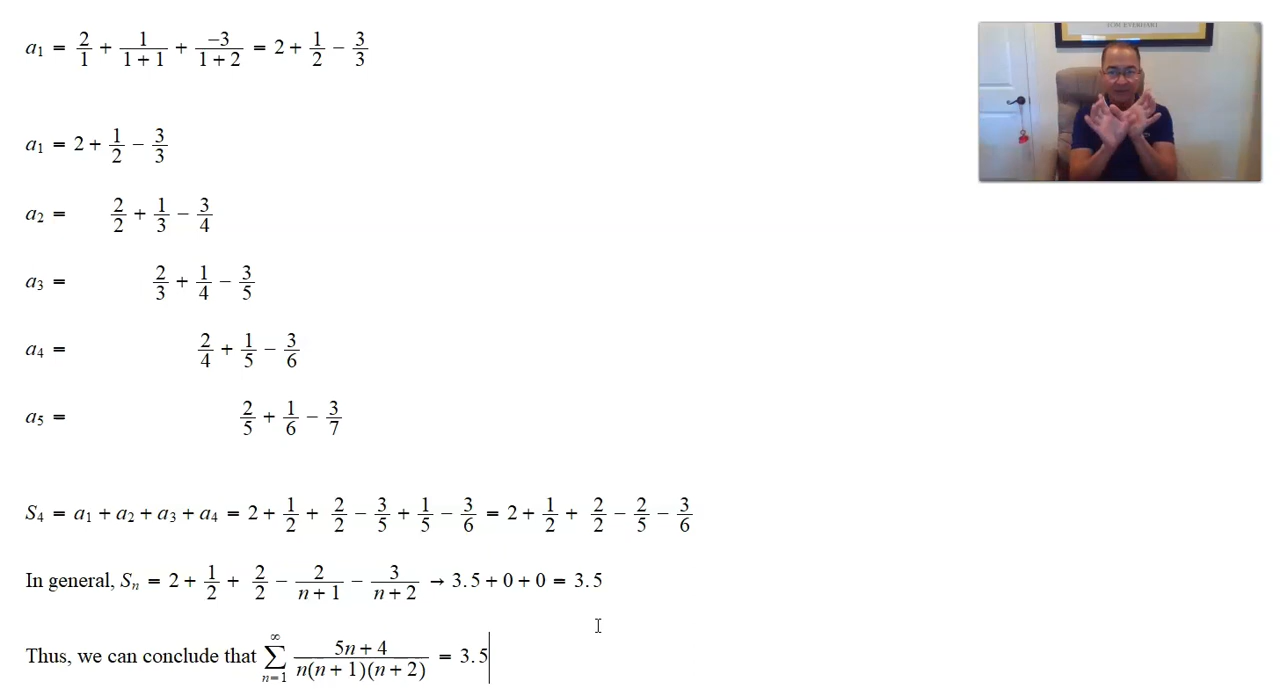 TOM EVERHART
a₁ = 2/1 + 1/(1 + 1) + −3/(1 + 2) = 2 + 1/2 − 3/3
a₁ = 2 + 1/2 − 3/3
a₂ = 2/2 + 1/3 − 3/4
a₃ = 2/3 + 1/4 − 3/5
a₄ = 2/4 + 1/5 − 3/6
a₅ = 2/5 + 1/6 − 3/7
S₄ = a₁ + a₂ + a₃ + a₄ = 2 + 1/2 + 2/2 − 3/5 + 1/5 − 3/6 = 2 + 1/2 + 2/2 − 2/5 − 3/6
In general, Sₙ = 2 + 1/2 + 2/2 − 2/(n + 1) − 3/(n + 2) → 3.5 + 0 + 0 = 3.5
Thus, we can conclude that ∑_{n=1}^{∞} (5n + 4)/(n(n + 1)(n + 2)) = 3.5